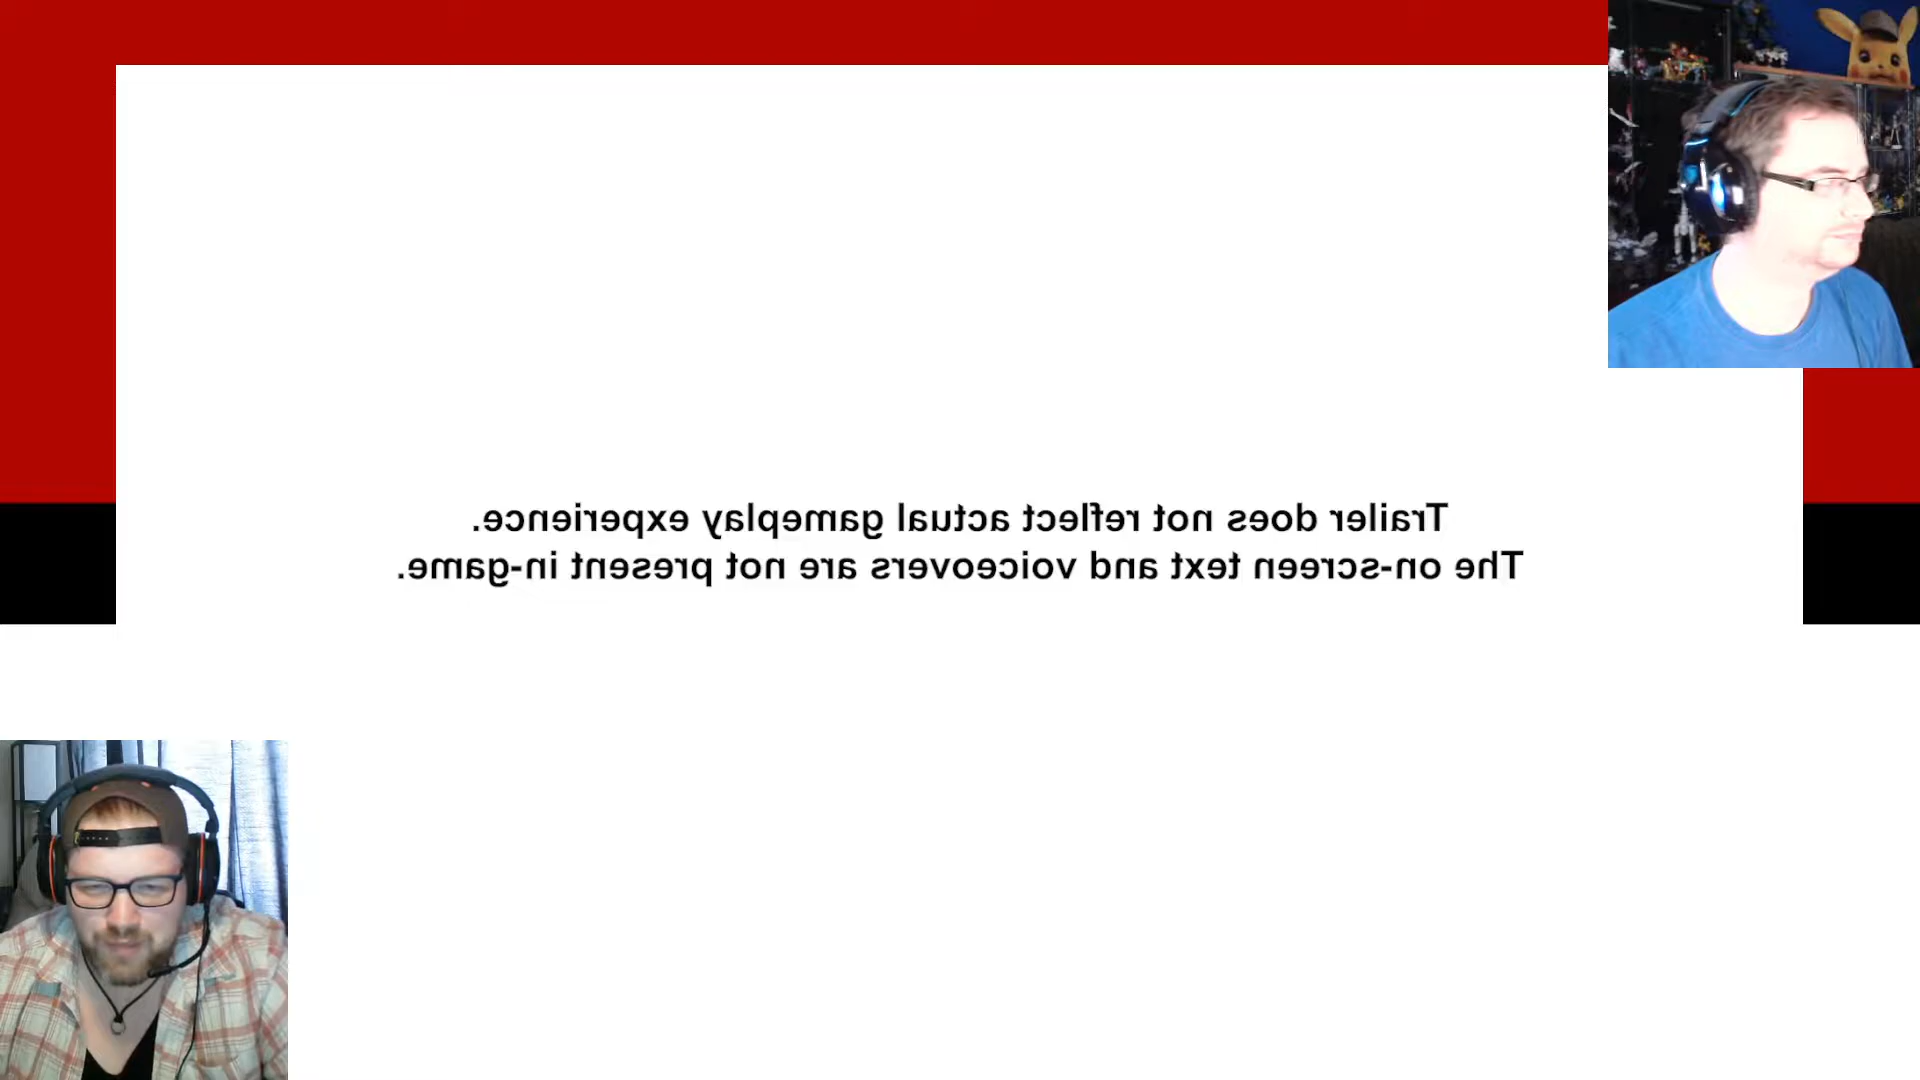 Trailer does not reflect actual gameplay experience.
The on-screen text and voiceovers are not present in-game.